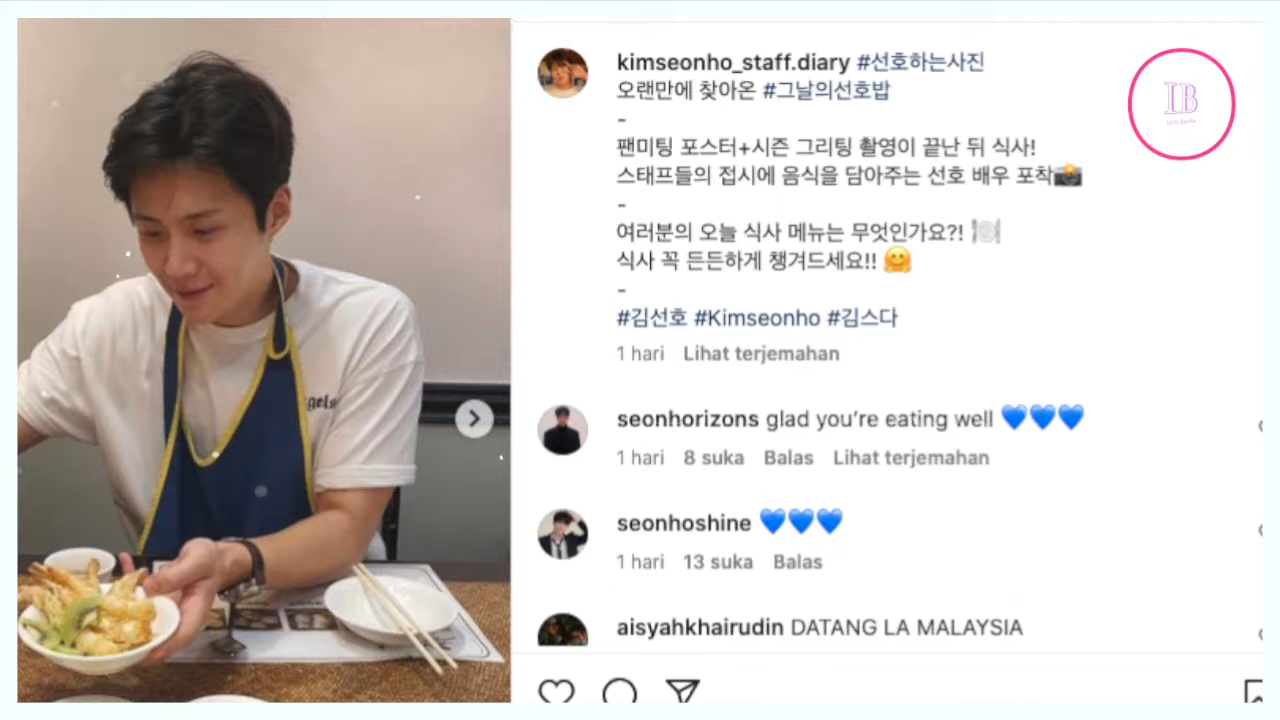 kimseonho_staff.diary #선호하는사진
오랜만에 찾아온 #그날의선호밥
-
팬미팅 포스터+시즌 그리팅 촬영이 끝난 뒤 식사!
스태프들의 접시에 음식을 담아주는 선호 배우 포착📸
-
여러분의 오늘 식사 메뉴는 무엇인가요?! 🍽️
식사 꼭 든든하게 챙겨드세요!! 🤗
-
#김선호 #Kimseonho #김스다
1 hari Lihat terjemahan
seonhorizons glad you’re eating well 💙💙💙
1 hari 8 suka Balas Lihat terjemahan
seonhoshine 💙💙💙
1 hari 13 suka Balas
aisyahkhairudin DATANG LA MALAYSIA
IB